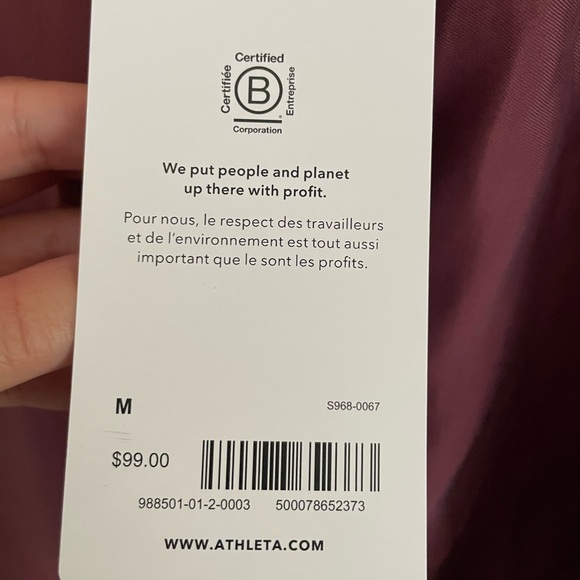 Certified
Certifiée
B
Entreprise
®
Corporation
We put people and planet
up there with profit.
Pour nous, le respect des travailleurs
et de l'environnement est tout aussi
important que le sont les profits.
M
S968-0067
$99.00
988501-01-2-0003 500078652373
WWW.ATHLETA.COM